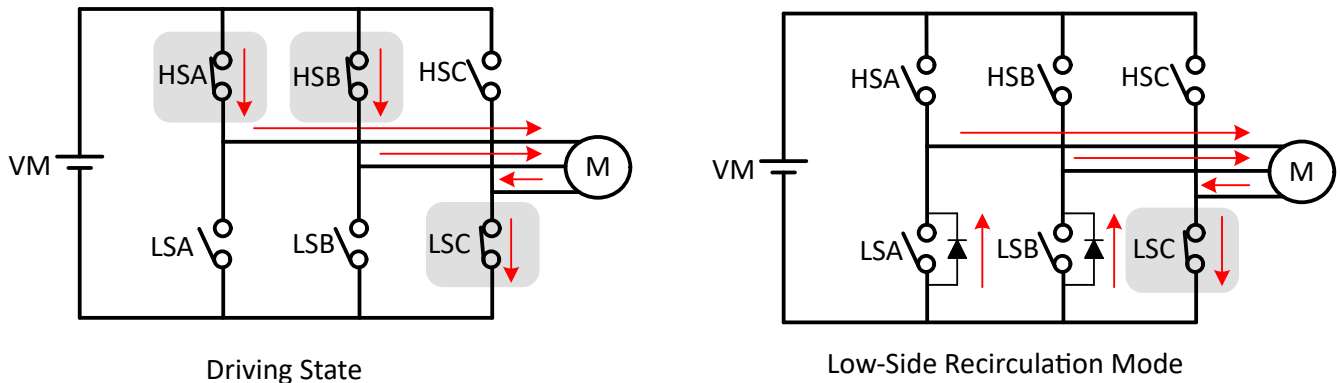 HSA
HSB
HSC
VM
M
LSA
LSB
LSC
Driving State
HSA
HSB
HSC
VM
M
LSA
LSB
LSC
Low-Side Recirculation Mode